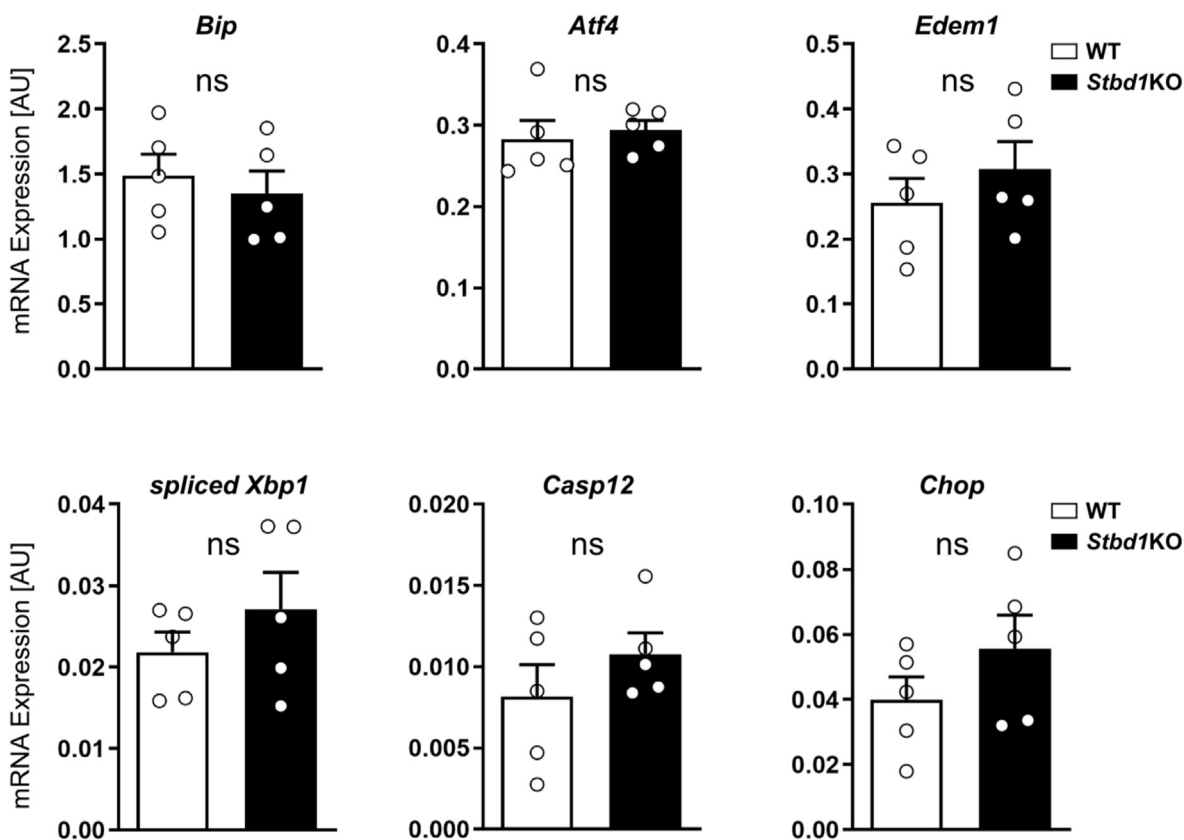 Bip
Atf4
Edem1
mRNA Expression [AU]
2.5
2.0
1.5
1.0
0.5
0.0
ns
0.4
0.3
0.2
0.1
0.0
ns
0.5
0.4
0.3
0.2
0.1
0.0
ns
WT
Stbd1KO
spliced Xbp1
Casp12
Chop
mRNA Expression [AU]
0.04
0.03
0.02
0.01
0.00
ns
0.020
0.015
0.010
0.005
0.000
ns
0.10
0.08
0.06
0.04
0.02
0.00
ns
WT
Stbd1KO